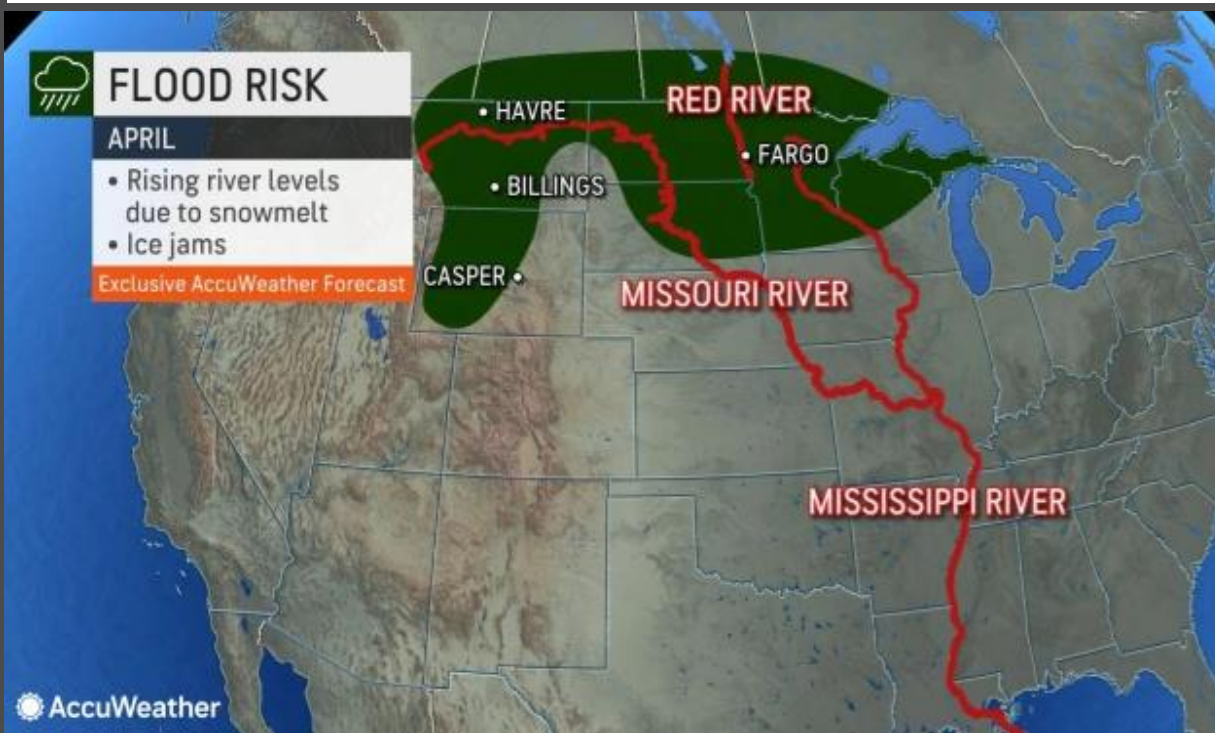 FLOOD RISK
APRIL
• Rising river levels
due to snowmelt
• Ice jams
Exclusive AccuWeather Forecast
RED RIVER
HAVRE
FARGO
BILLINGS
CASPER
MISSOURI RIVER
MISSISSIPPI RIVER
AccuWeather